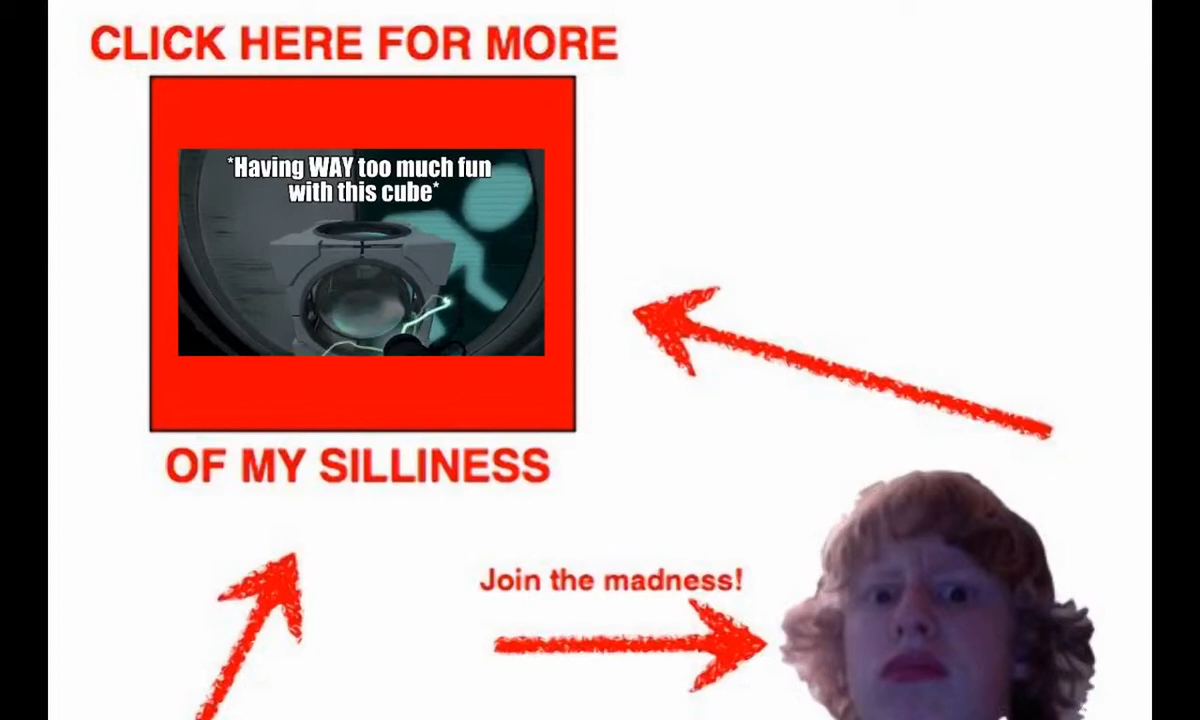 CLICK HERE FOR MORE
*Having WAY too much fun
with this cube*
OF MY SILLINESS
Join the madness!